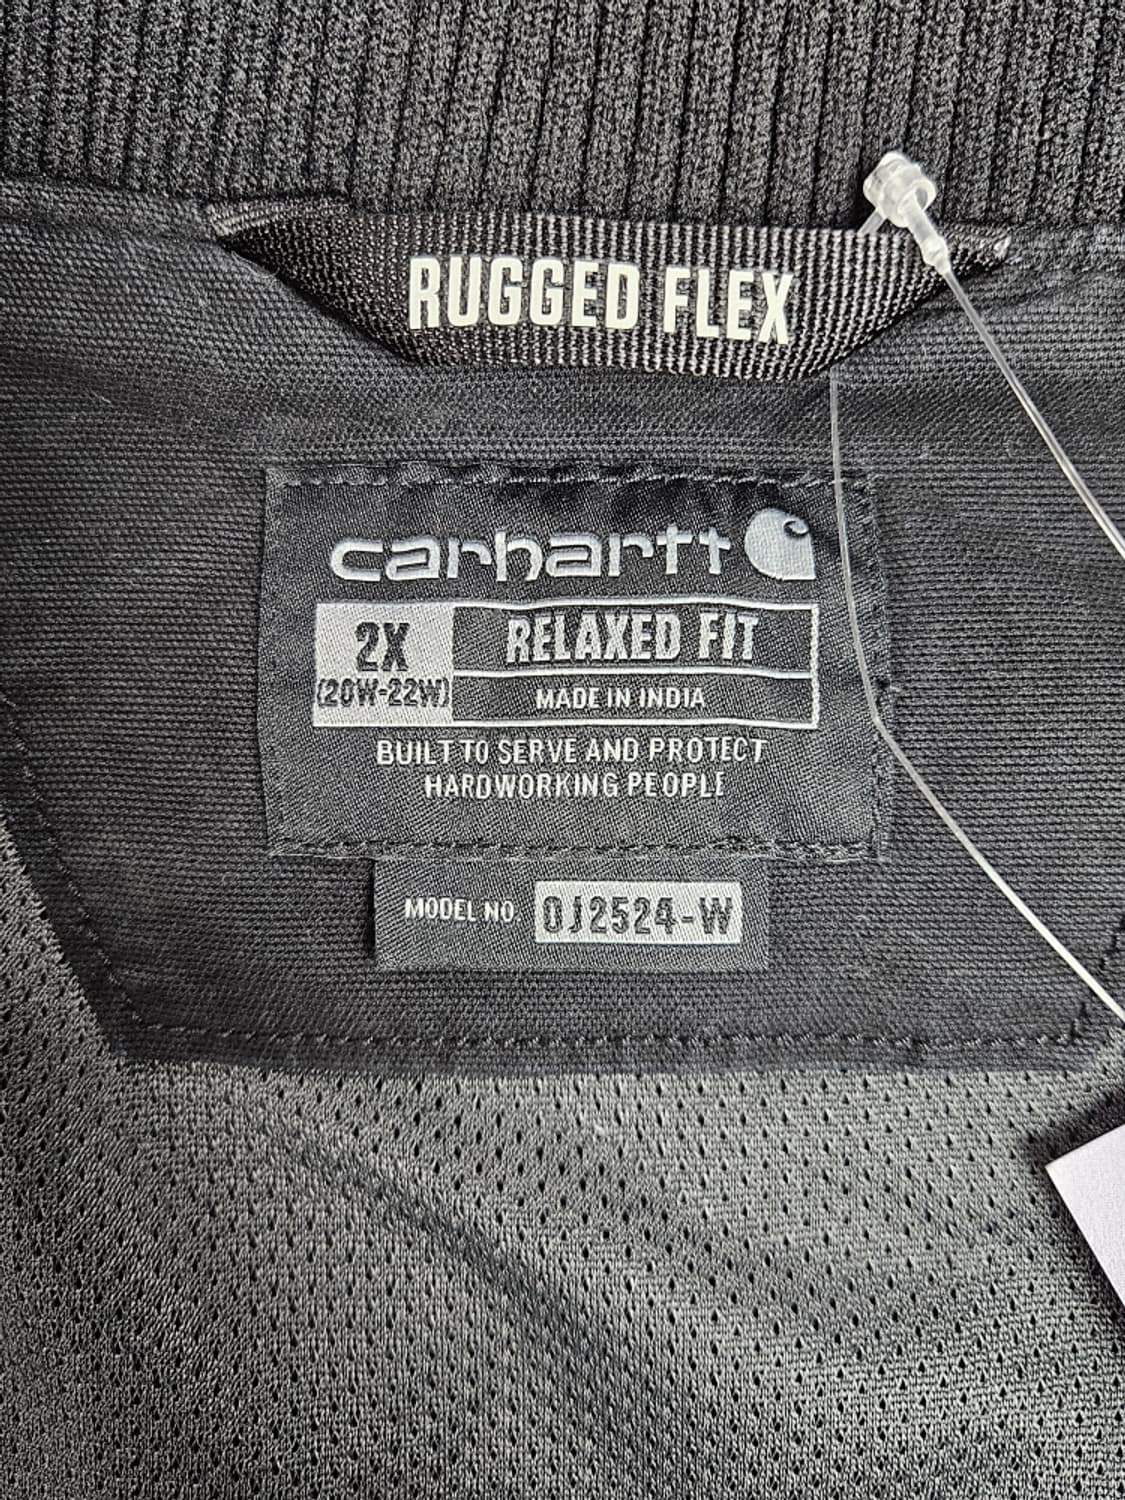 RUGGED FLEX
carhartt
2X
(20W-22W)
RELAXED FIT
MADE IN INDIA
BUILT TO SERVE AND PROTECT
HARDWORKING PEOPLE
MODEL NO. OJ2524-W